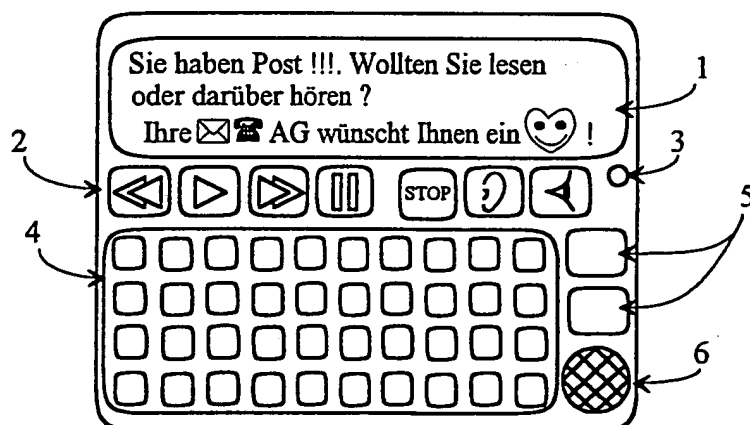 Sie haben Post !!!. Wollten Sie lesen
oder darüber hören ?
Ihre ✉ ☎ AG wünscht Ihnen ein !
1
2
3
STOP
4
5
6